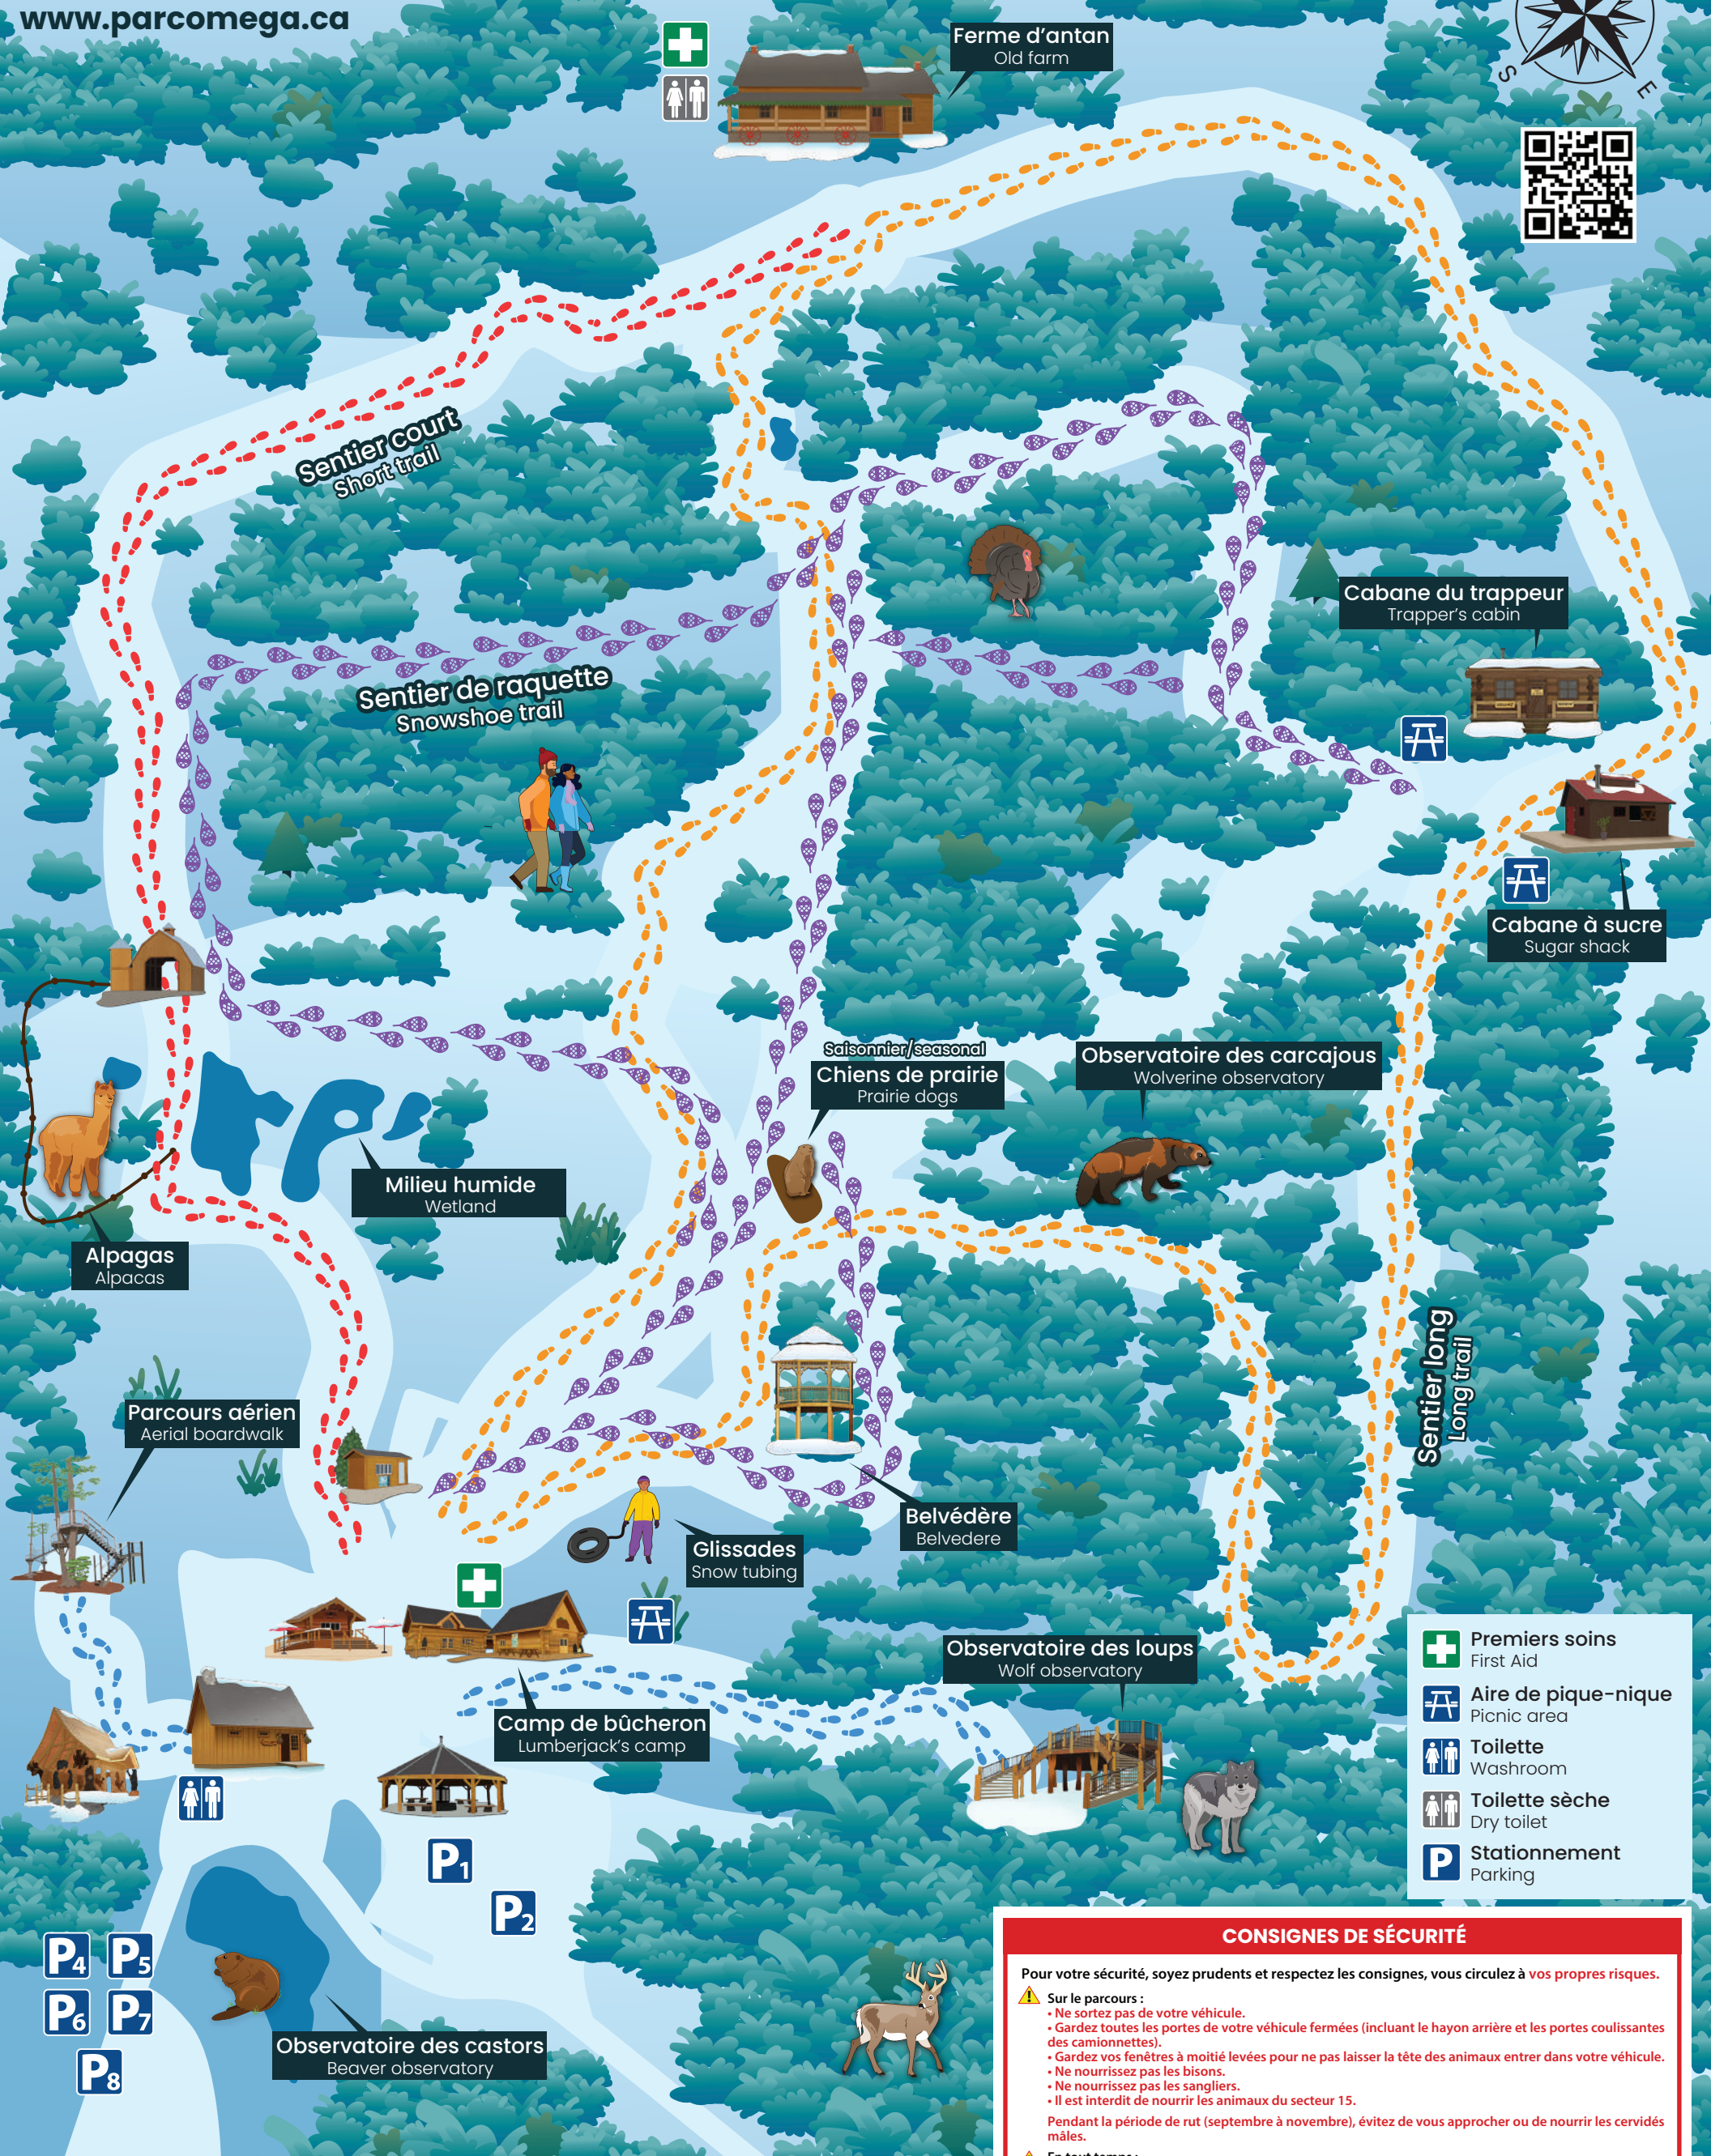 www.parcomega.ca
Ferme d'antan
Old farm
S
E
Sentier court
Short trail
Cabane du trappeur
Trapper's cabin
Sentier de raquette
Snowshoe trail
Cabane à sucre
Sugar shack
Saisonnier/seasonal
Chiens de prairie
Prairie dogs
Observatoire des carcajous
Wolverine observatory
Milieu humide
Wetland
Alpagas
Alpacas
Sentier long
Long trail
Parcours aérien
Aerial boardwalk
Belvédère
Belvedere
Glissades
Snow tubing
Observatoire des loups
Wolf observatory
Camp de bûcheron
Lumberjack's camp
Premiers soins
First Aid
Aire de pique-nique
Picnic area
Toilette
Washroom
Toilette sèche
Dry toilet
P Stationnement
Parking
P1
P2
P4 P5
P6 P7
P8
Observatoire des castors
Beaver observatory
CONSIGNES DE SÉCURITÉ
Pour votre sécurité, soyez prudents et respectez les consignes, vous circulez à vos propres risques.
Sur le parcours :
• Ne sortez pas de votre véhicule.
• Gardez toutes les portes de votre véhicule fermées (incluant le hayon arrière et les portes coulissantes
des camionnettes).
• Gardez vos fenêtres à moitié levées pour ne pas laisser la tête des animaux entrer dans votre véhicule.
• Ne nourrissez pas les bisons.
• Ne nourrissez pas les sangliers.
• Il est interdit de nourrir les animaux du secteur 15.
Pendant la période de rut (septembre à novembre), évitez de vous approcher ou de nourrir les cervidés
mâles.
En tout temps :